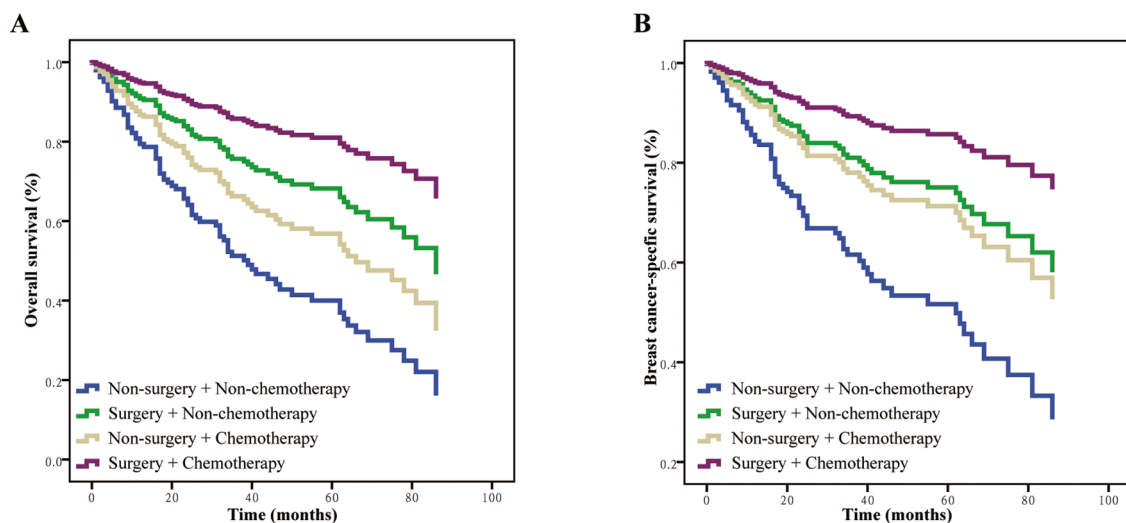 A
Overall survival (%)
1.0
0.8
0.6
0.4
0.2
0.0
Non-surgery + Non-chemotherapy
Surgery + Non-chemotherapy
Non-surgery + Chemotherapy
Surgery + Chemotherapy
0 20 40 60 80 100
Time (months)
B
Breast cancer-specfic survival (%)
1.0
0.8
0.6
0.4
0.2
Non-surgery + Non-chemotherapy
Surgery + Non-chemotherapy
Non-surgery + Chemotherapy
Surgery + Chemotherapy
0 20 40 60 80 100
Time (months)